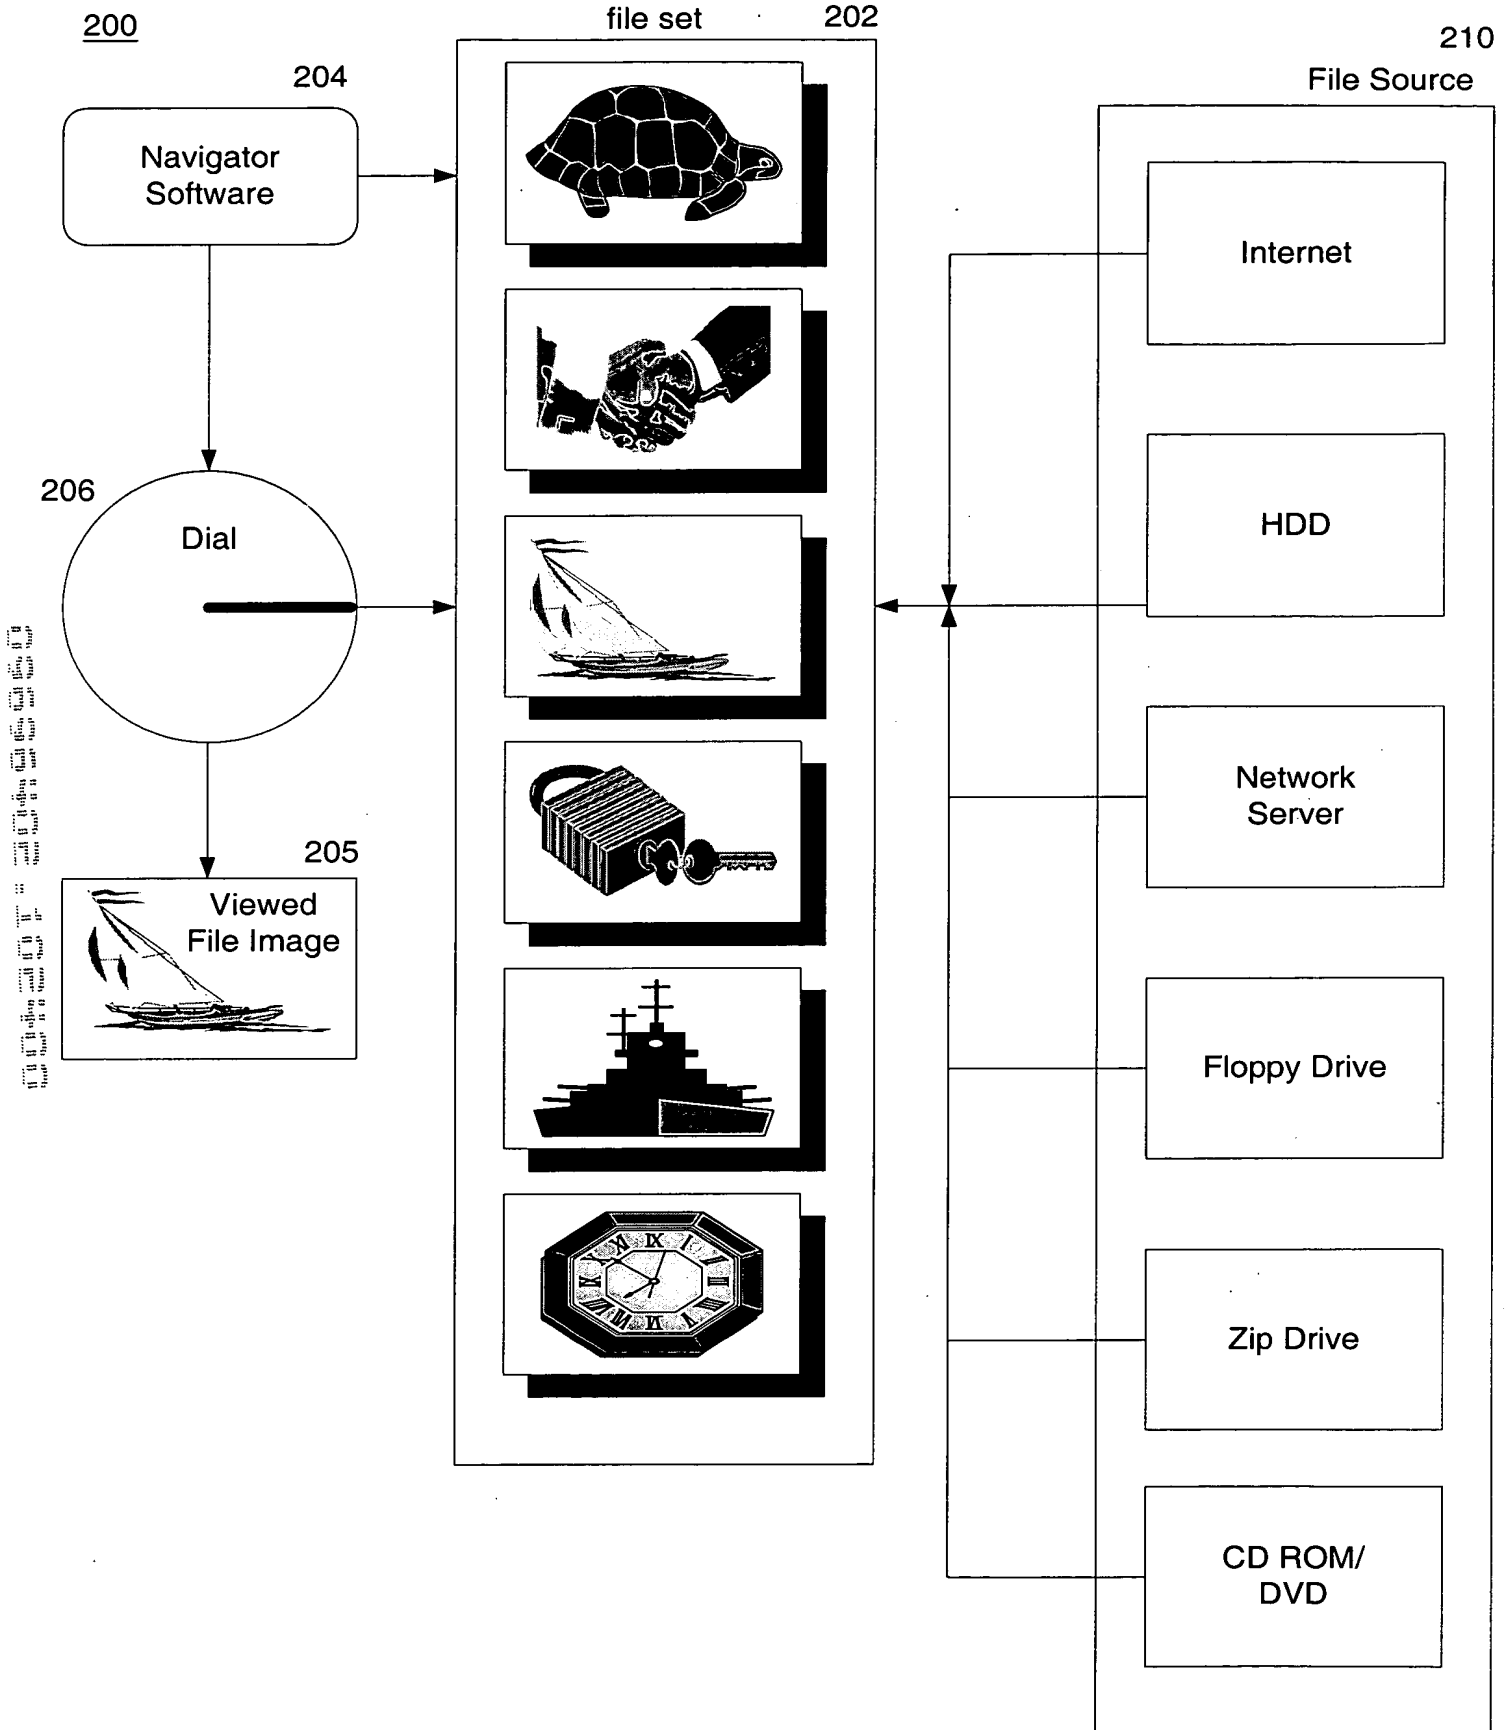 200
file set
202
210
204
File Source
Navigator
Software
Internet
206
Dial
HDD
Network
Server
205
Viewed
File Image
Floppy Drive
Zip Drive
CD ROM/
DVD